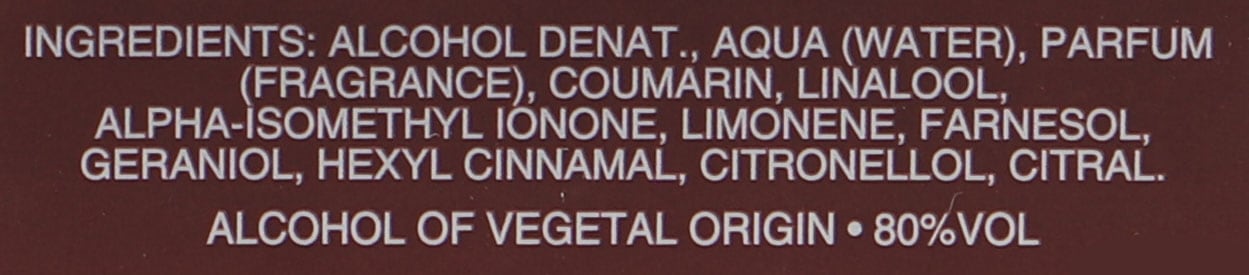 INGREDIENTS: ALCOHOL DENAT., AQUA (WATER), PARFUM
(FRAGRANCE), COUMARIN, LINALOOL,
ALPHA-ISOMETHYL IONONE, LIMONENE, FARNESOL,
GERANIOL, HEXYL CINNAMAL, CITRONELLOL, CITRAL.
ALCOHOL OF VEGETAL ORIGIN • 80%VOL